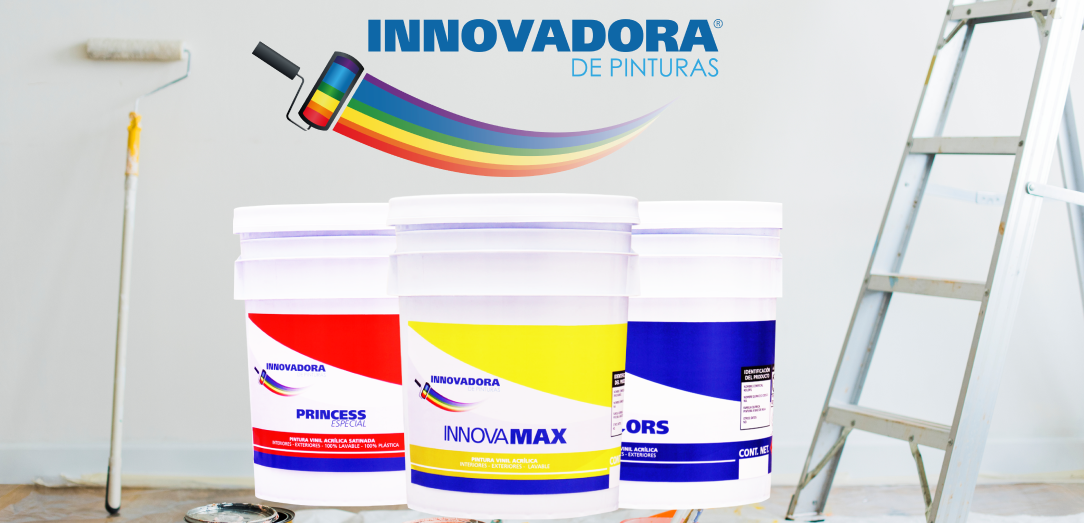 INNOVADORA®
DE PINTURAS
INNOVADORA
PRINCESS
ESPECIAL
PINTURA VINIL ACRÍLICA SATINADA
INTERIORES - EXTERIORES - 100% LAVABLE - 100% PLÁSTICA
INNOVADORA
INNOVAMAX
PINTURA VINIL ACRÍLICA
INTERIORES - EXTERIORES - LAVABLE
IDENTIFICACIÓN
DEL PRODUCTO
ORS
VINIL ACRÍLICA
EXTERIORES
CONT. NET.